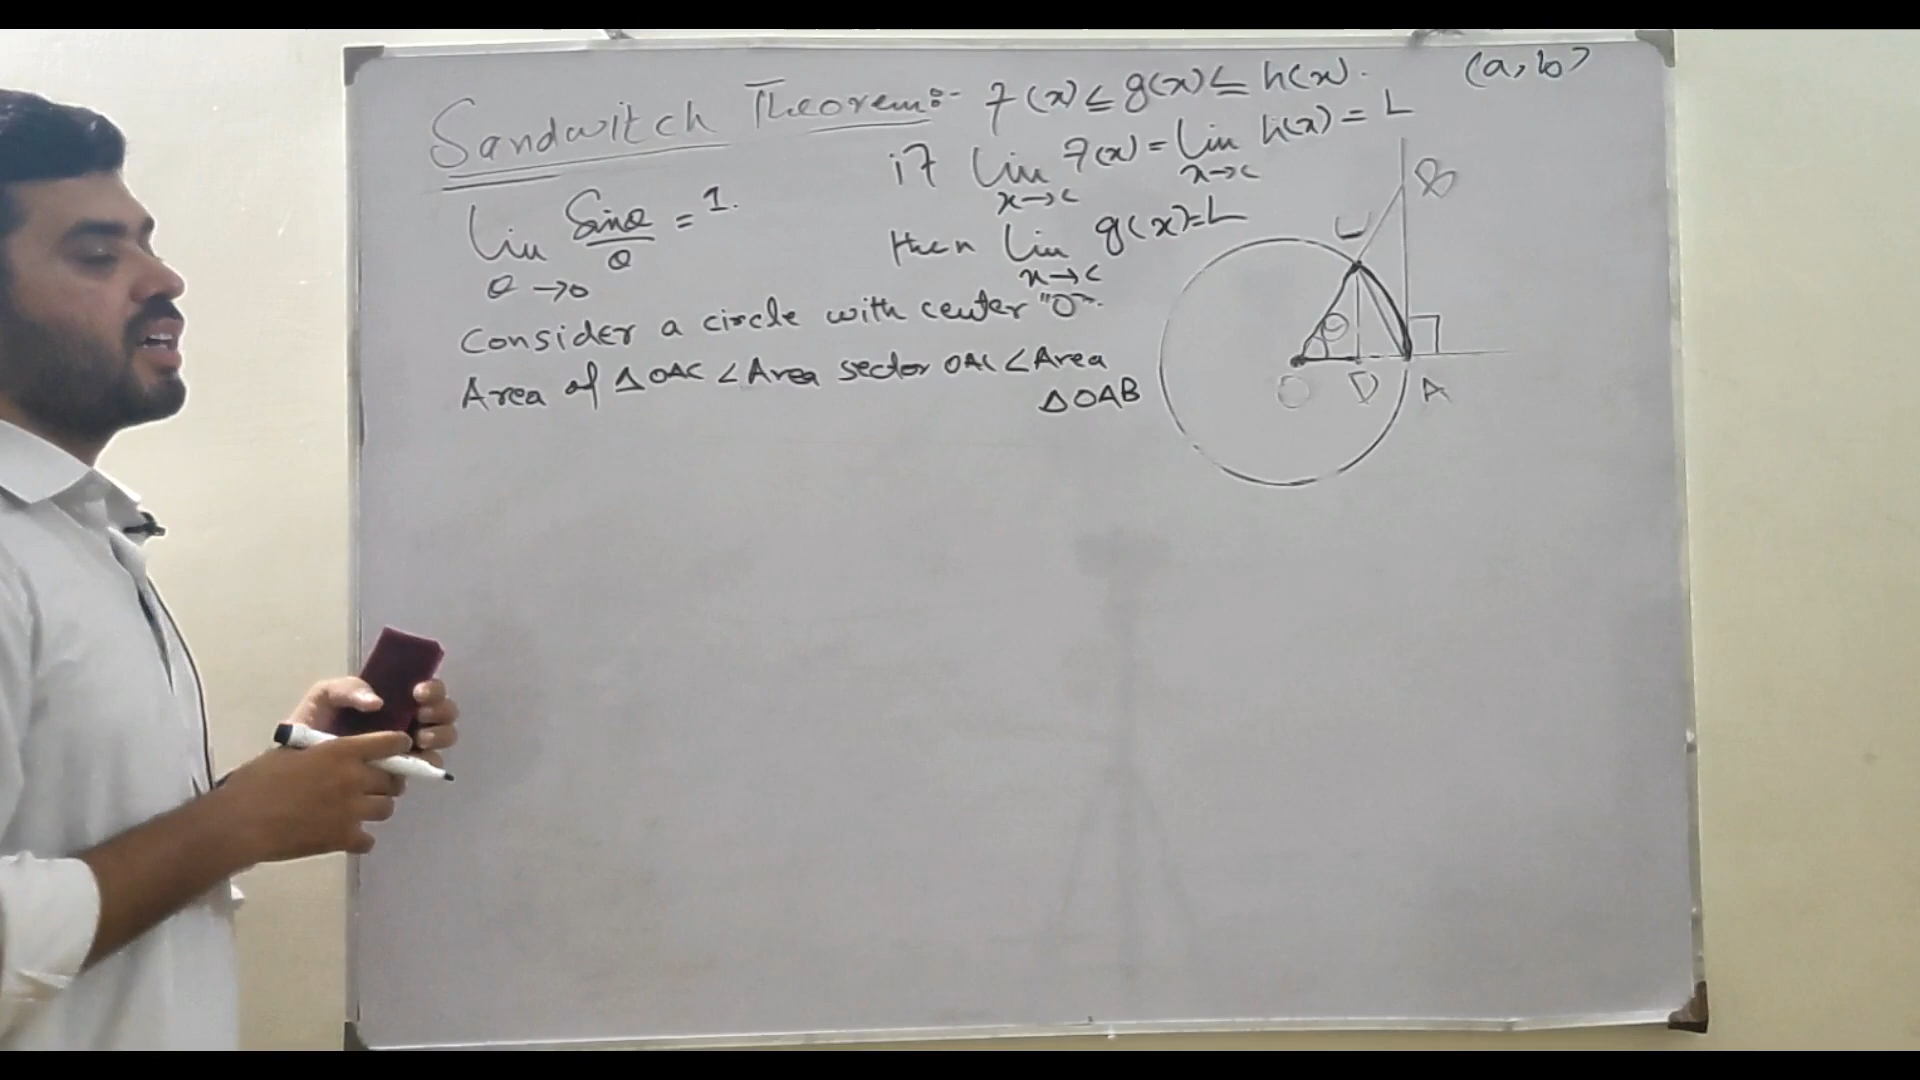 Sandwitch Theorem:- f(x) ≤ g(x) ≤ h(x). (a, b)
if Lim f(x) = Lim h(x) = L
x→c x→c
then Lim g(x) = L
x→c
Lim Sinθ/θ = 1.
θ→0
Consider a circle with center "O".
Area of △OAC < Area sector OAC < Area
△OAB
B
C
θ
O D A